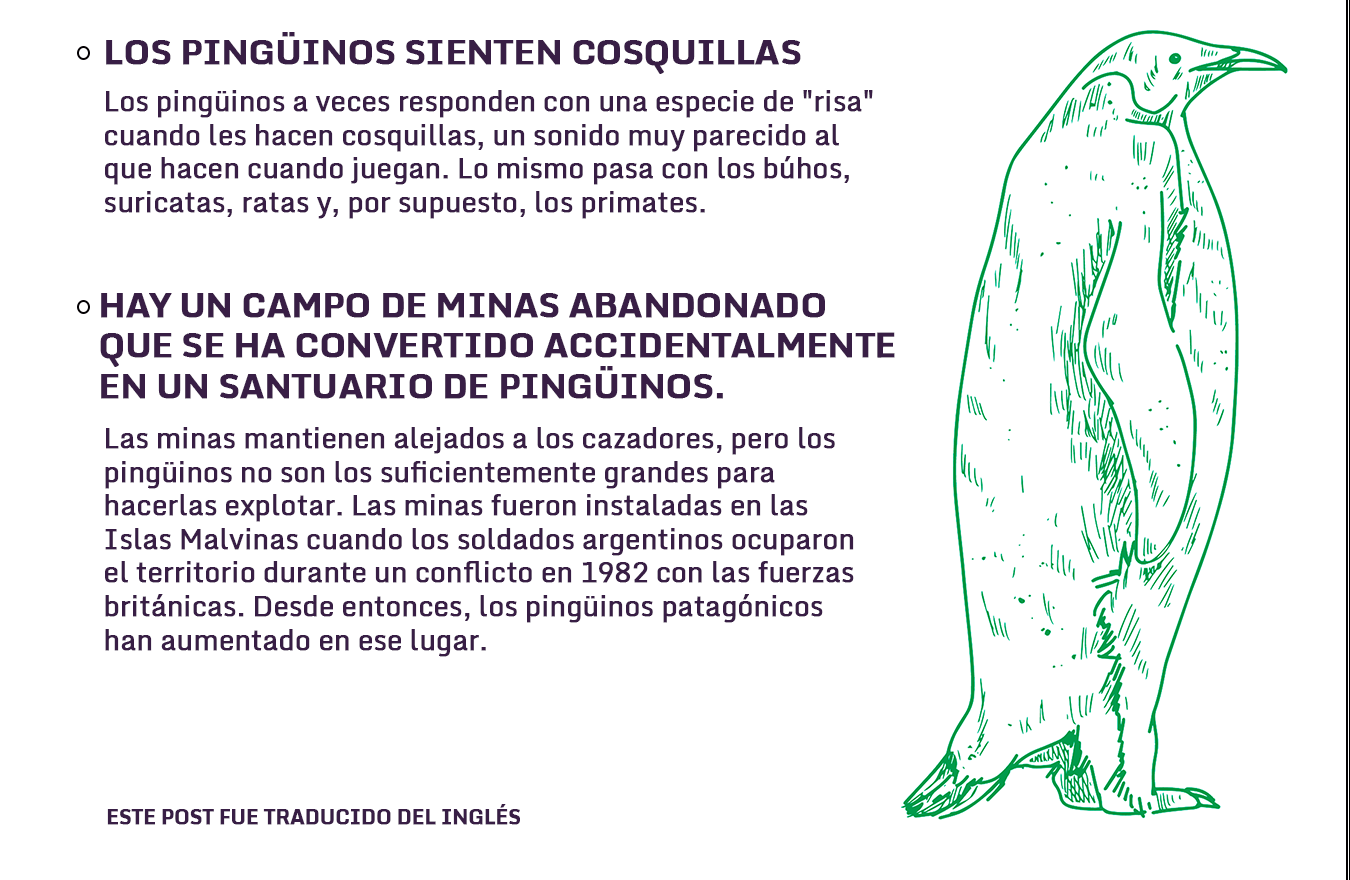 LOS PINGÜINOS SIENTEN COSQUILLAS
Los pingüinos a veces responden con una especie de "risa"
cuando les hacen cosquillas, un sonido muy parecido al
que hacen cuando juegan. Lo mismo pasa con los búhos,
suricatas, ratas y, por supuesto, los primates.
HAY UN CAMPO DE MINAS ABANDONADO
QUE SE HA CONVERTIDO ACCIDENTALMENTE
EN UN SANTUARIO DE PINGÜINOS.
Las minas mantienen alejados a los cazadores, pero los
pingüinos no son los suficientemente grandes para
hacerlas explotar. Las minas fueron instaladas en las
Islas Malvinas cuando los soldados argentinos ocuparon
el territorio durante un conflicto en 1982 con las fuerzas
británicas. Desde entonces, los pingüinos patagónicos
han aumentado en ese lugar.
ESTE POST FUE TRADUCIDO DEL INGLÉS